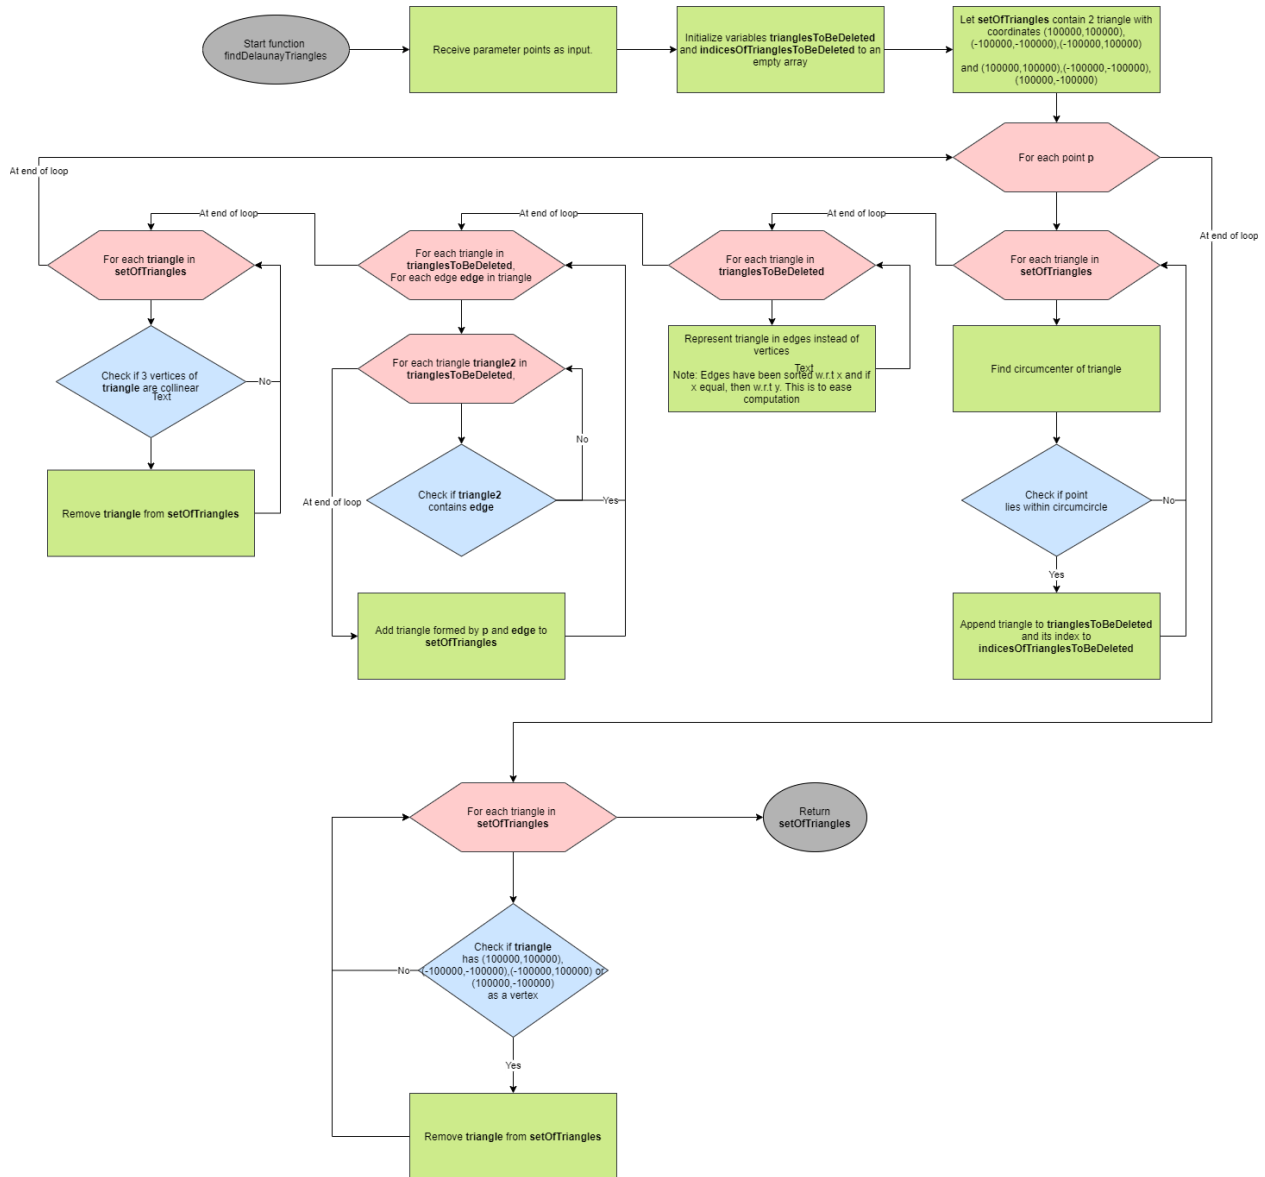 Start function
findDelaunayTriangles
Receive parameter points as input.
Initialize variables trianglesToBeDeleted
and indicesOfTrianglesToBeDeleted to an
empty array
Let setOfTriangles contain 2 triangle with
coordinates (100000,100000),
(-100000,-100000),(-100000,100000)
and (100000,100000),(-100000,-100000),
(100000,-100000)
For each point p
At end of loop
At end of loop
At end of loop
At end of loop
At end of loop
For each triangle in
setOfTriangles
For each triangle in
trianglesToBeDeleted,
For each edge edge in triangle
For each triangle in
trianglesToBeDeleted
For each triangle in
setOfTriangles
Check if 3 vertices of
triangle are collinear
Text
No
Remove triangle from setOfTriangles
For each triangle triangle2 in
trianglesToBeDeleted,
No
Check if triangle2
contains edge
Yes
At end of loop
Add triangle formed by p and edge to
setOfTriangles
Represent triangle in edges instead of
vertices
Text
Note: Edges have been sorted w.r.t x and if
x equal, then w.r.t y. This is to ease
computation
Find circumcenter of triangle
Check if point
lies within circumcircle
No
Yes
Append triangle to trianglesToBeDeleted
and its index to
indicesOfTrianglesToBeDeleted
For each triangle in
setOfTriangles
Return
setOfTriangles
Check if triangle
has (100000,100000),
(-100000,-100000),(-100000,100000) or
(100000,-100000)
as a vertex
No
Yes
Remove triangle from setOfTriangles